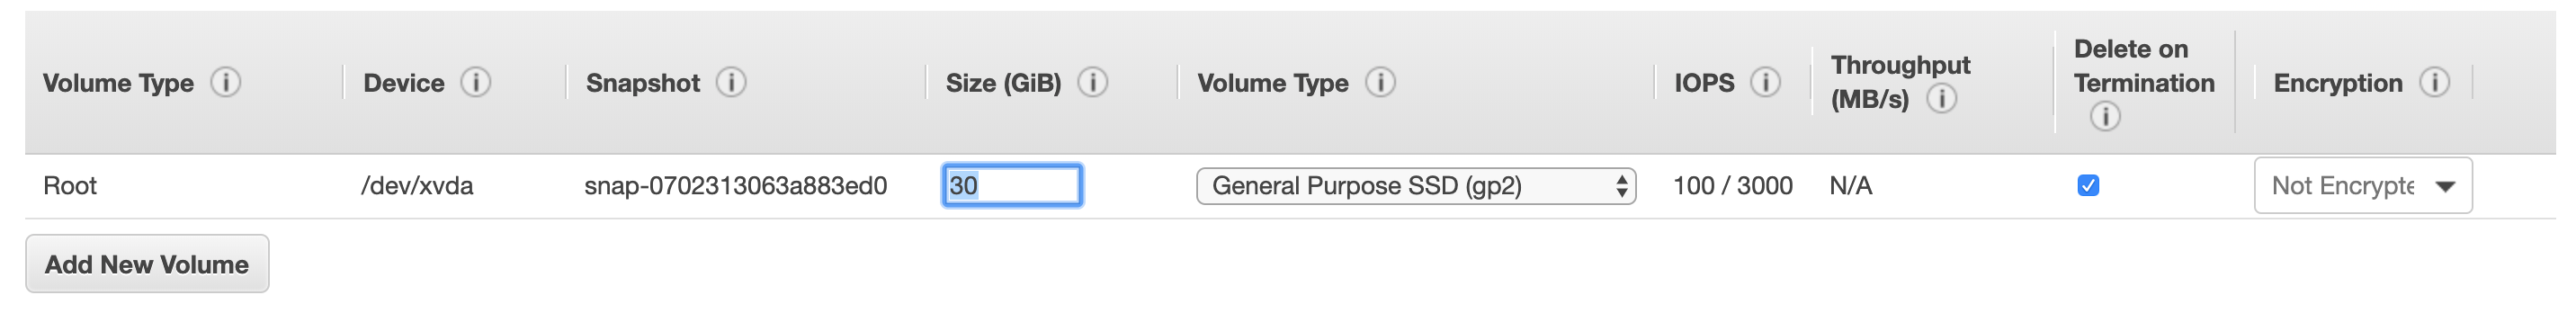 Volume Type Device Snapshot Size (GiB) Volume Type IOPS Throughput (MB/s) Delete on Termination Encryption
Root /dev/xvda snap-0702313063a883ed0 30 General Purpose SSD (gp2) 100 / 3000 N/A Not Encrypte
Add New Volume